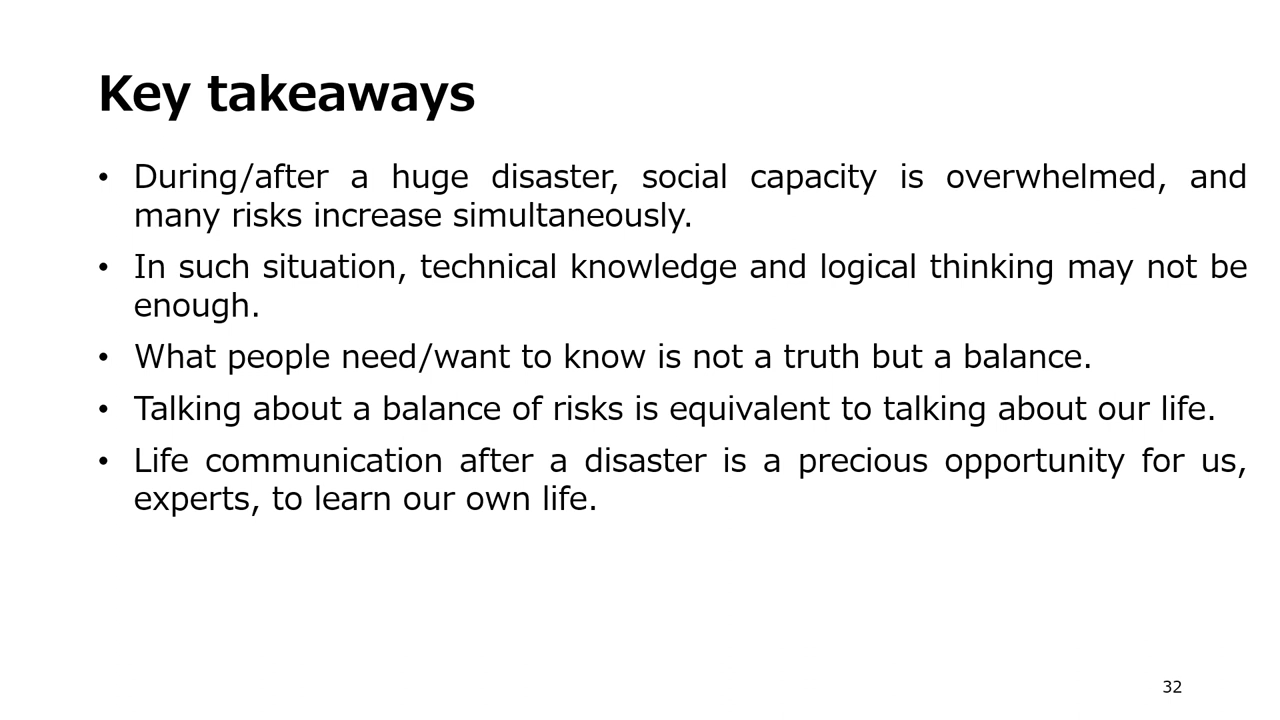 Key takeaways
• During/after a huge disaster, social capacity is overwhelmed, and
many risks increase simultaneously.
• In such situation, technical knowledge and logical thinking may not be
enough.
• What people need/want to know is not a truth but a balance.
• Talking about a balance of risks is equivalent to talking about our life.
• Life communication after a disaster is a precious opportunity for us,
experts, to learn our own life.
32